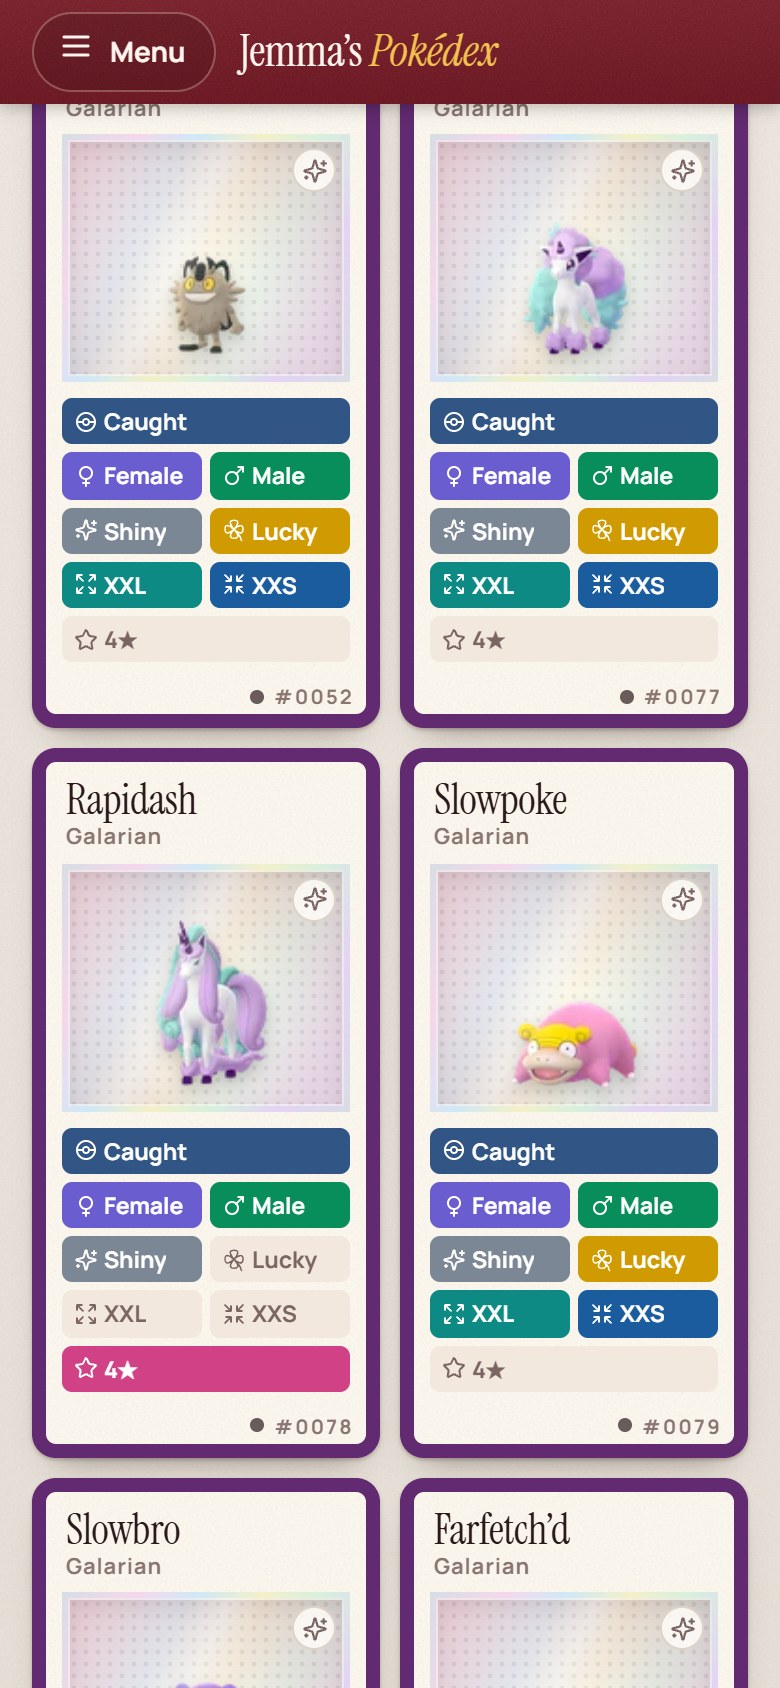 Menu Jemma’s Pokédex
Galarian Galarian
Caught Caught
Female Male Female Male
Shiny Lucky Shiny Lucky
XXL XXS XXL XXS
4★ 4★
#0052 #0077
Rapidash Slowpoke
Galarian Galarian
Caught Caught
Female Male Female Male
Shiny Lucky Shiny Lucky
XXL XXS XXL XXS
4★ 4★
#0078 #0079
Slowbro Farfetch’d
Galarian Galarian